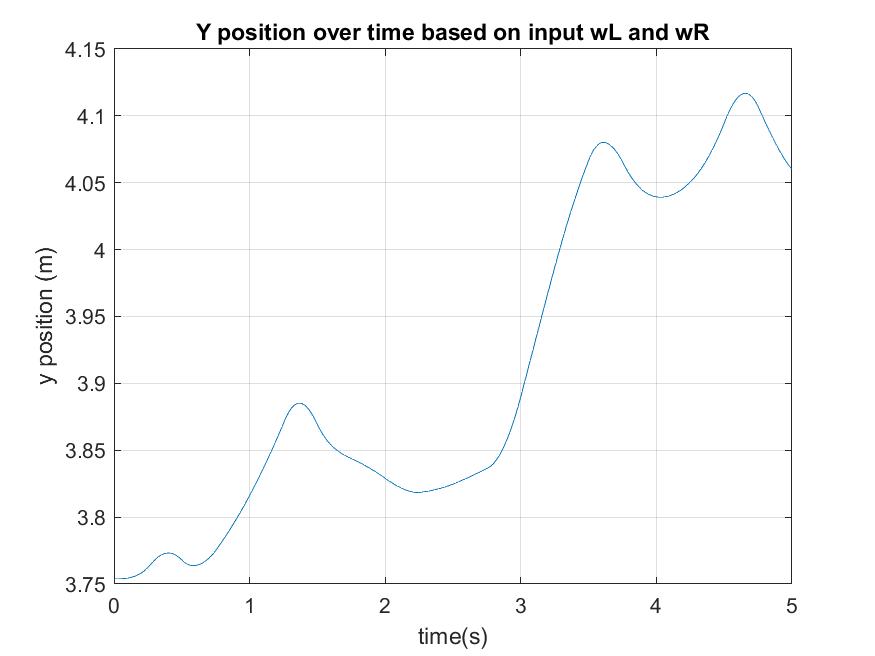 Y position over time based on input wL and wR
4.15
4.1
4.05
4
3.95
3.9
3.85
3.8
3.75
y position (m)
0 1 2 3 4 5
time(s)